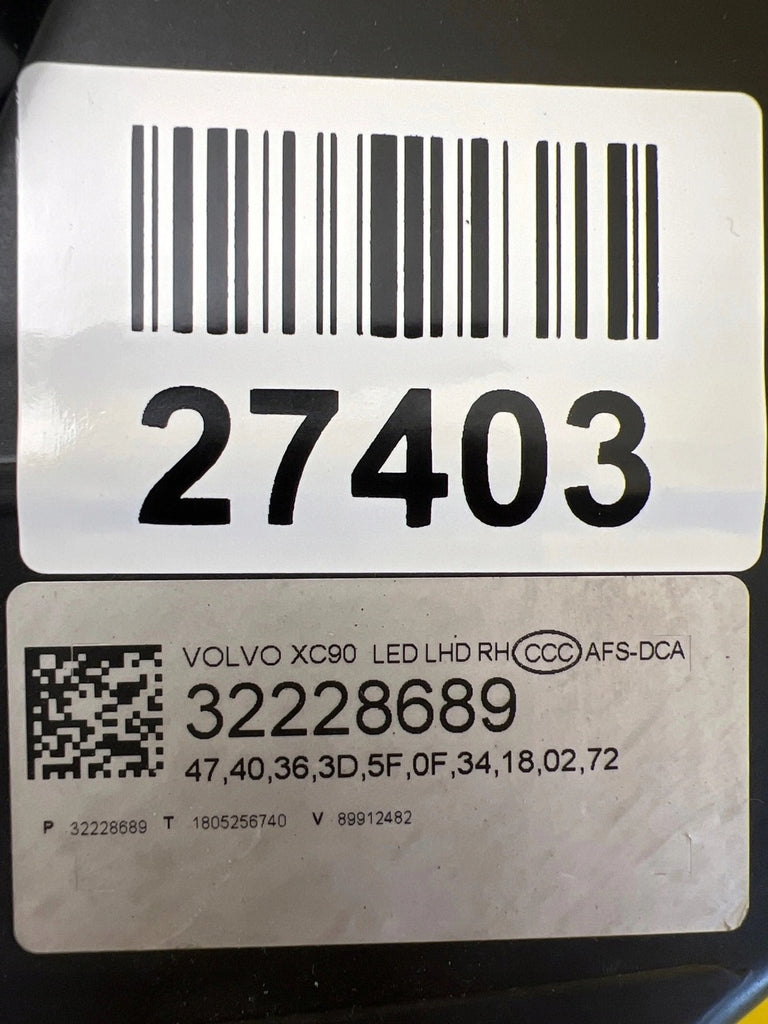 27403
VOLVO XC90 LED LHD RH CCC AFS-DCA
32228689
47,40,36,3D,5F,0F,34,18,02,72
P 32228689 T 1805256740 V 89912482